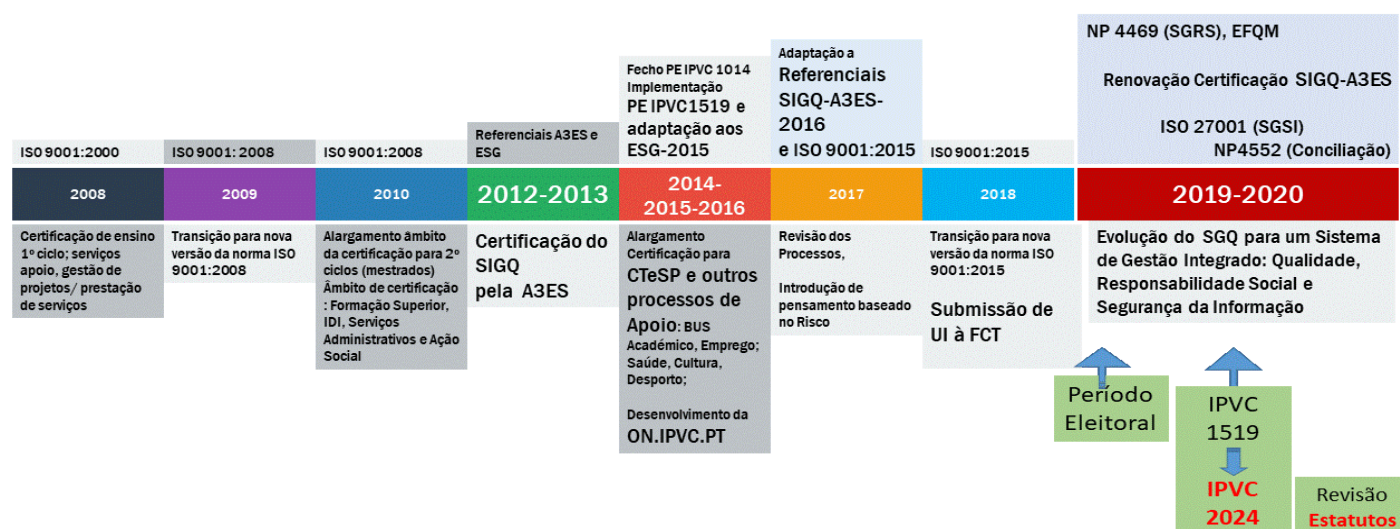 ISO 9001:2000
2008
Certificação de ensino
1º ciclo; serviços
apoio, gestão de
projetos/ prestação
de serviços
ISO 9001: 2008
2009
Transição para nova
versão da norma ISO
9001:2008
ISO 9001:2008
2010
Alargamento âmbito
da certificação para 2º
ciclos (mestrados)
Âmbito de certificação
: Formação Superior,
IDI, Serviços
Administrativos e Ação
Social
Referenciais A3ES e
ESG
2012-2013
Certificação do
SIGQ
pela A3ES
Fecho PE IPVC 1014
Implementação
PE IPVC1519 e
adaptação aos
ESG-2015
2014-
2015-2016
Alargamento
Certificação para
CTeSP e outros
processos de
Apoio: BUS
Académico, Emprego;
Saúde, Cultura,
Desporto;
Desenvolvimento da
ON.IPVC.PT
Adaptação a
Referenciais
SIGQ-A3ES-
2016
e ISO 9001:2015
2017
Revisão dos
Processos,
Introdução de
pensamento baseado
no Risco
ISO 9001:2015
2018
Transição para nova
versão da norma ISO
9001:2015
Submissão de
UI à FCT
NP 4469 (SGRS), EFQM
Renovação Certificação SIGQ-A3ES
ISO 27001 (SGSI)
NP4552 (Conciliação)
2019-2020
Evolução do SGQ para um Sistema
de Gestão Integrado: Qualidade,
Responsabilidade Social e
Segurança da Informação
Período
Eleitoral
IPVC
1519
IPVC
2024
Revisão
Estatutos